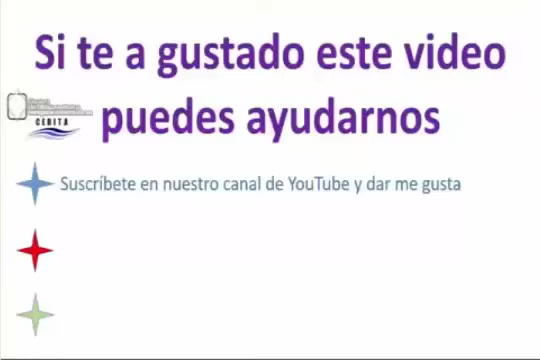 Si te a gustado este video
puedes ayudarnos
CEBITA
Suscríbete en nuestro canal de YouTube y dar me gusta